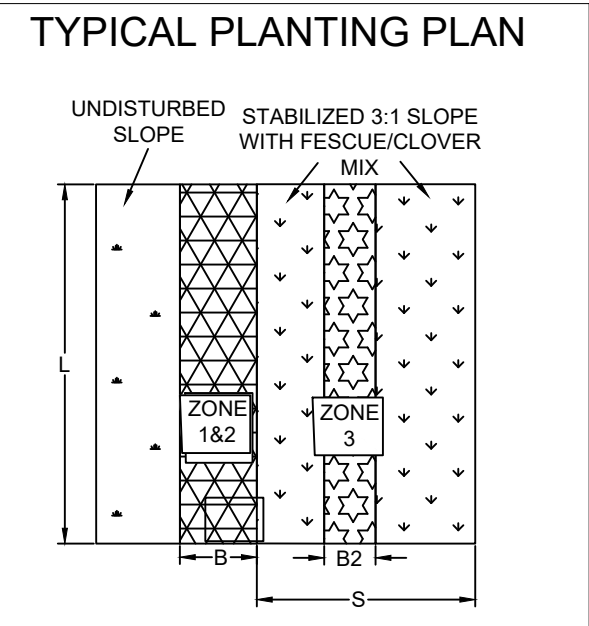 TYPICAL PLANTING PLAN
UNDISTURBED
SLOPE
STABILIZED 3:1 SLOPE
WITH FESCUE/CLOVER
MIX
L
ZONE
1&2
ZONE
3
B
B2
S